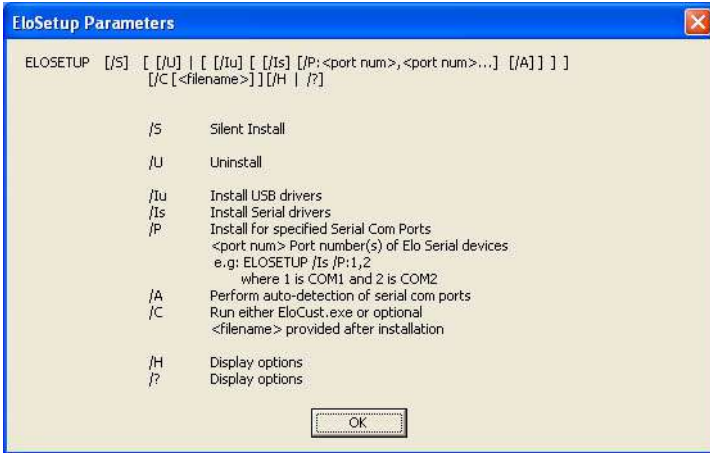 EloSetup Parameters
ELOSETUP [/S] [ [/U] | [ [/Iu] [ [/Is] [/P:<port num>,<port num>...] [/A] ] ] ]
[/C [<filename>] ] [/H | /?]
/S Silent Install
/U Uninstall
/Iu Install USB drivers
/Is Install Serial drivers
/P Install for specified Serial Com Ports
<port num> Port number(s) of Elo Serial devices
e.g: ELOSETUP /Is /P:1,2
where 1 is COM1 and 2 is COM2
/A Perform auto-detection of serial com ports
/C Run either EloCust.exe or optional
<filename> provided after installation
/H Display options
/? Display options
OK